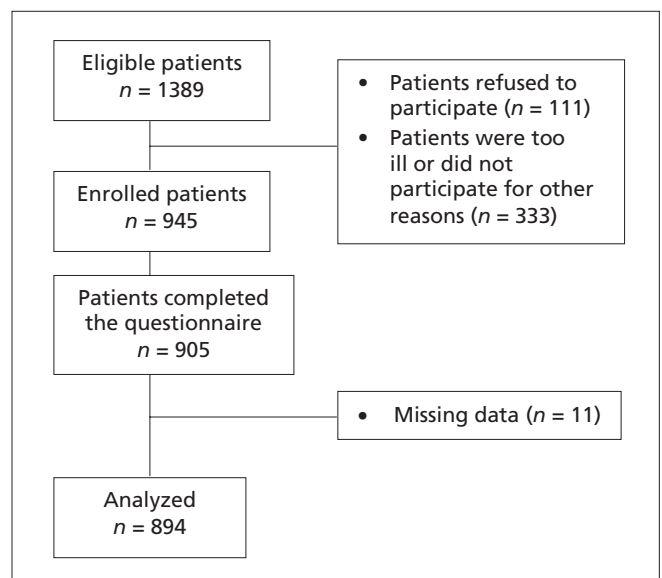 Eligible patients
n = 1389
• Patients refused to
participate (n = 111)
• Patients were too
ill or did not
participate for other
reasons (n = 333)
Enrolled patients
n = 945
Patients completed
the questionnaire
n = 905
• Missing data (n = 11)
Analyzed
n = 894